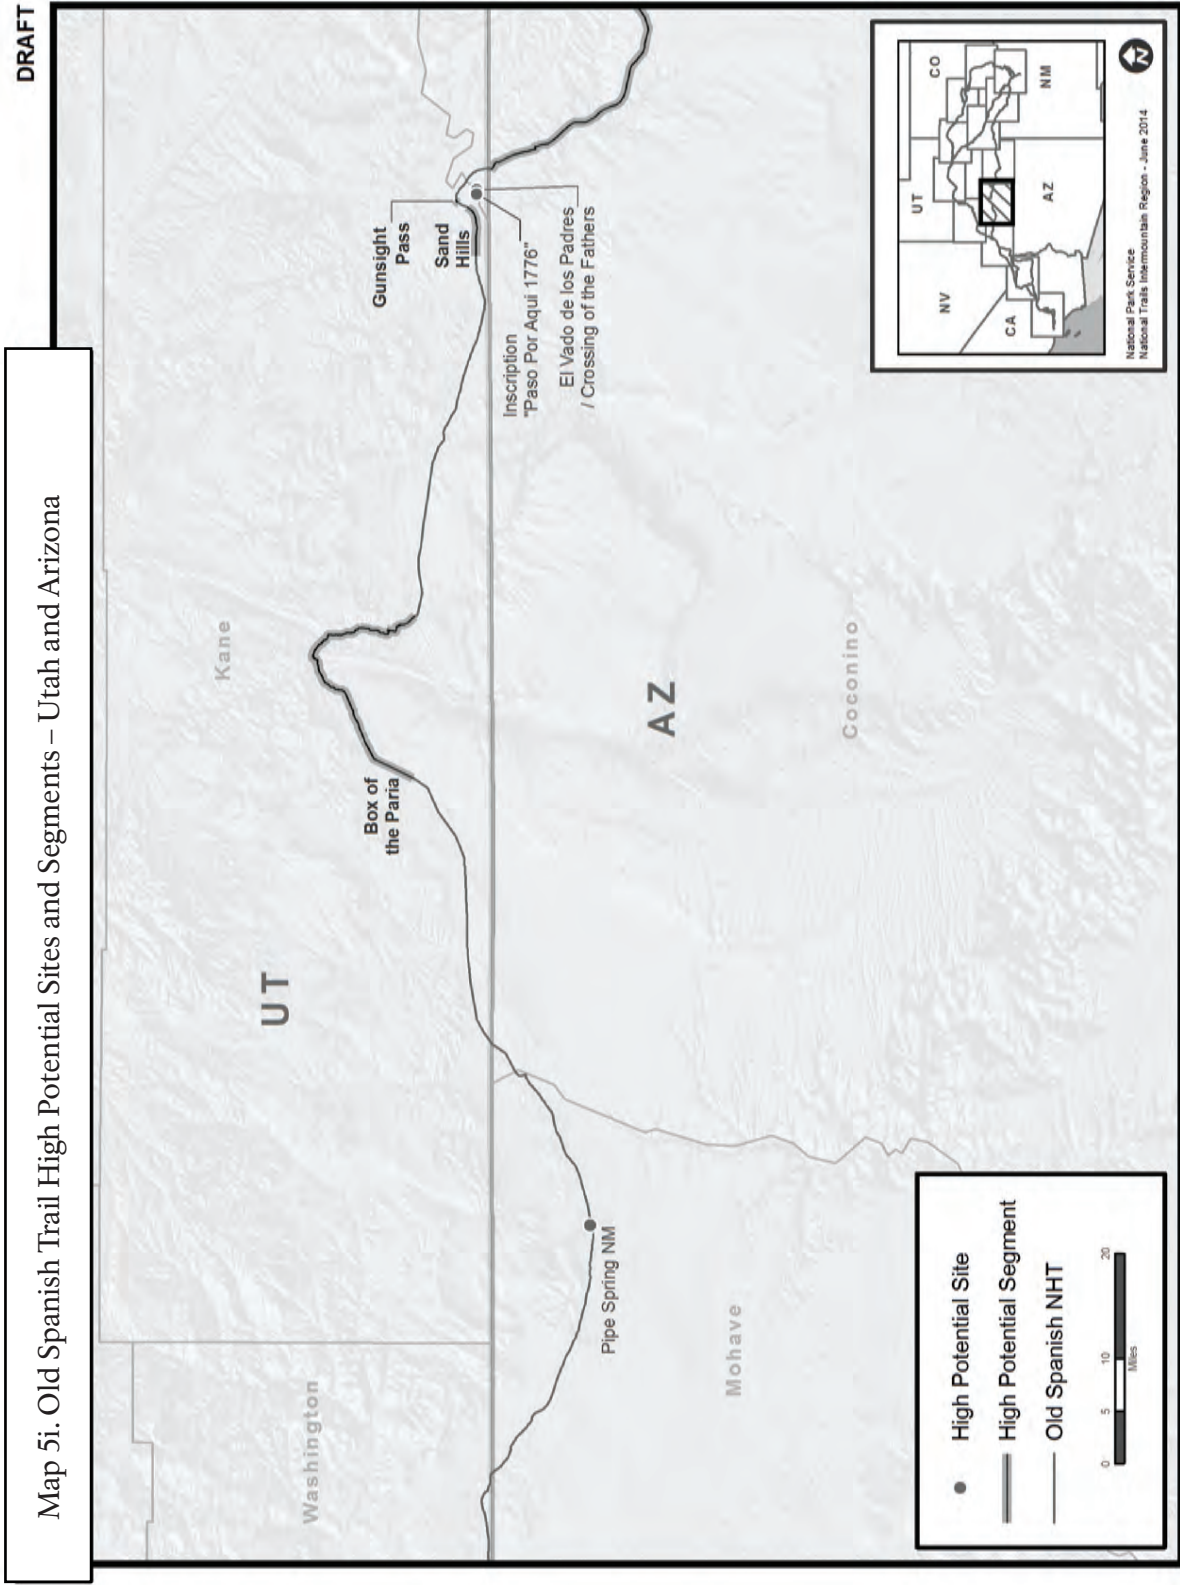 DRAFT
Map 5i. Old Spanish Trail High Potential Sites and Segments – Utah and Arizona
Washington
UT
Kane
Box of
the Paria
Gunsight
Pass
Sand
Hills
Inscription
"Paso Por Aqui 1776"
El Vado de los Padres
/ Crossing of the Fathers
Pipe Spring NM
Mohave
AZ
Coconino
High Potential Site
High Potential Segment
Old Spanish NHT
0 5 10 20
Miles
NV
UT
CO
CA
AZ
NM
N
National Park Service
National Trails Intermountain Region - June 2014